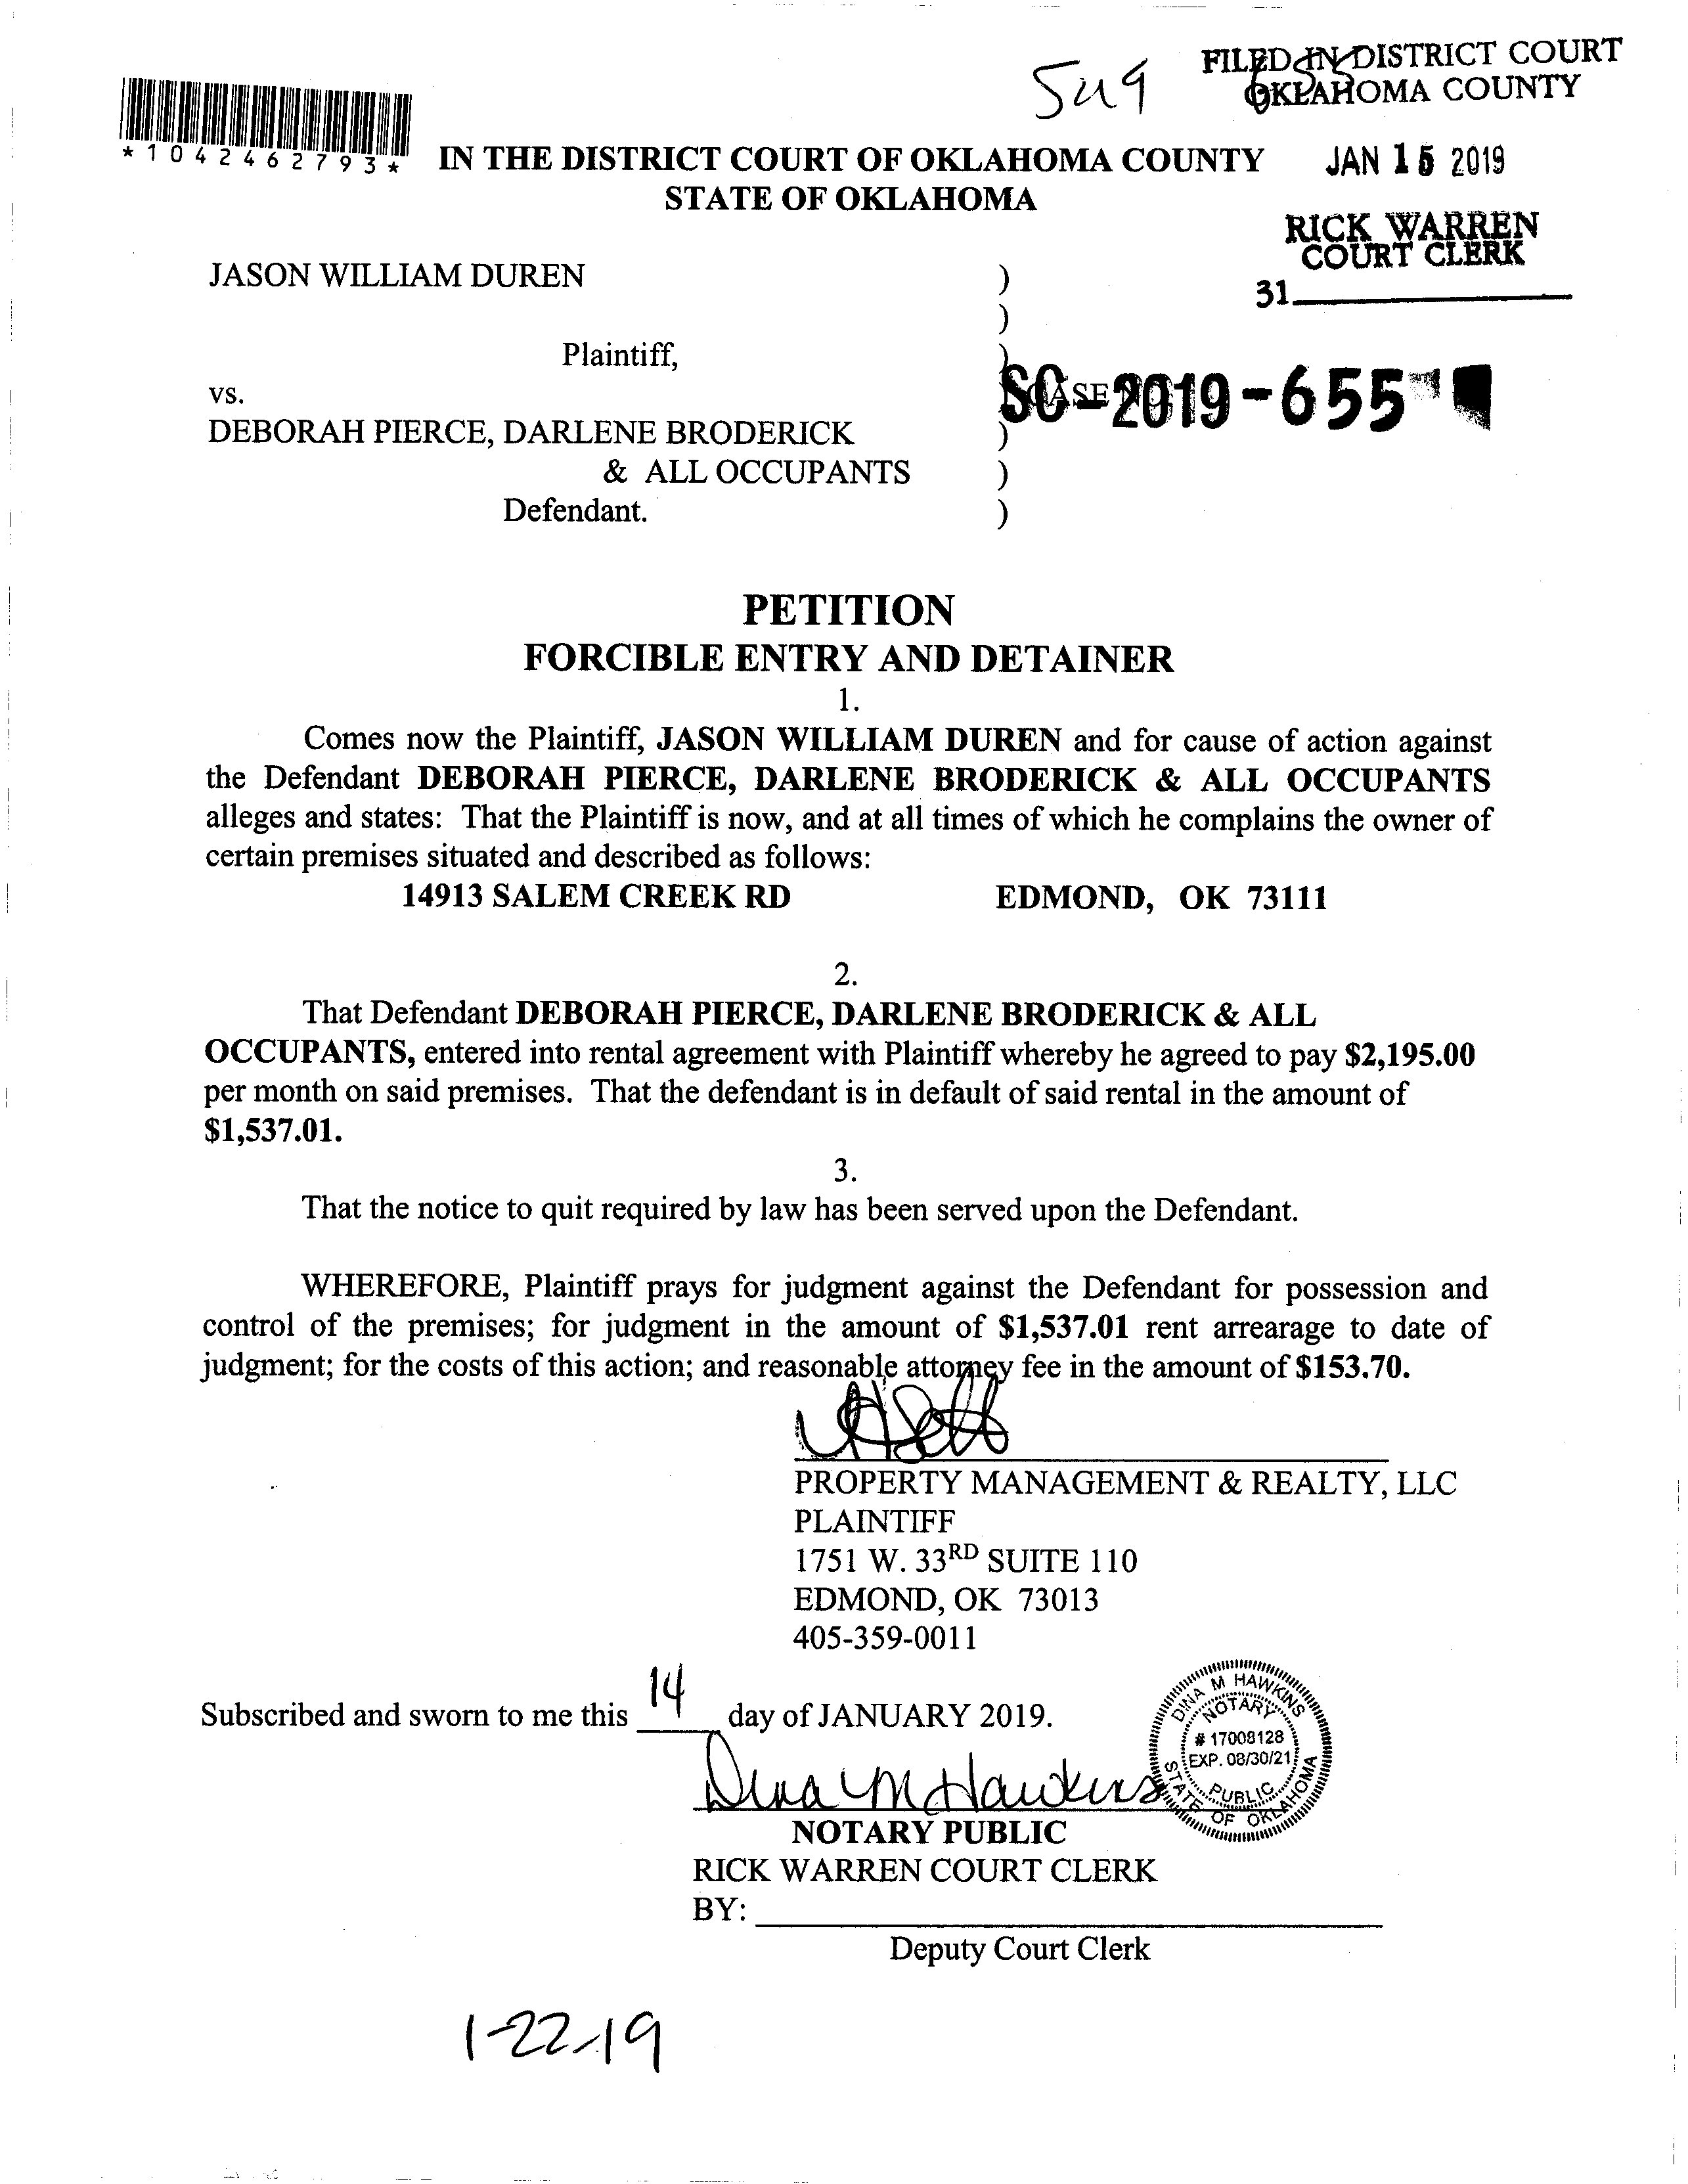 Su9
FILED IN DISTRICT COURT
OKLAHOMA COUNTY
*1042462793*
IN THE DISTRICT COURT OF OKLAHOMA COUNTY
STATE OF OKLAHOMA
JAN 15 2019
RICK WARREN
COURT CLERK
31
JASON WILLIAM DUREN )
)
Plaintiff, )
vs. CASE
SC-2019-655
DEBORAH PIERCE, DARLENE BRODERICK )
& ALL OCCUPANTS )
Defendant. )
PETITION
FORCIBLE ENTRY AND DETAINER
1.
Comes now the Plaintiff, JASON WILLIAM DUREN and for cause of action against
the Defendant DEBORAH PIERCE, DARLENE BRODERICK & ALL OCCUPANTS
alleges and states: That the Plaintiff is now, and at all times of which he complains the owner of
certain premises situated and described as follows:
14913 SALEM CREEK RD EDMOND, OK 73111
2.
That Defendant DEBORAH PIERCE, DARLENE BRODERICK & ALL
OCCUPANTS, entered into rental agreement with Plaintiff whereby he agreed to pay $2,195.00
per month on said premises. That the defendant is in default of said rental in the amount of
$1,537.01.
3.
That the notice to quit required by law has been served upon the Defendant.
WHEREFORE, Plaintiff prays for judgment against the Defendant for possession and
control of the premises; for judgment in the amount of $1,537.01 rent arrearage to date of
judgment; for the costs of this action; and reasonable attorney fee in the amount of $153.70.
PROPERTY MANAGEMENT & REALTY, LLC
PLAINTIFF
1751 W. 33RD SUITE 110
EDMOND, OK 73013
405-359-0011
Subscribed and sworn to me this 14 day of JANUARY 2019.
Dina M Hawkins
DINA M HAWKINS
NOTARY
# 17008128
EXP. 08/30/21
PUBLIC
STATE OF OKLAHOMA
NOTARY PUBLIC
RICK WARREN COURT CLERK
BY:
Deputy Court Clerk
1-22-19